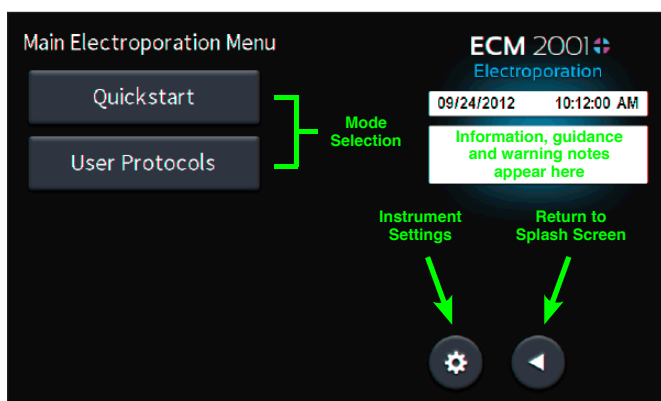 Main Electroporation Menu
Quickstart
User Protocols
Mode
Selection
ECM 2001
Electroporation
09/24/2012 10:12:00 AM
Information, guidance
and warning notes
appear here
Instrument
Settings
Return to
Splash Screen